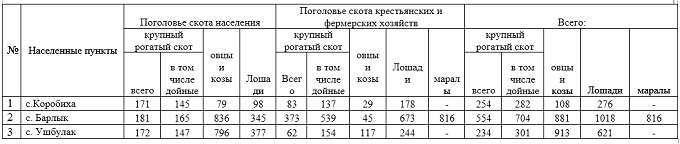 № Населенные пункты Поголовье скота населения Поголовье скота крестьянских и фермерских хозяйств Всего:
крупный рогатый скот овцы и козы Лошади крупный рогатый скот овцы и козы Лошади маралы крупный рогатый скот овцы и козы Лошади маралы
всего в том числе дойные Всего в том числе дойные всего в том числе дойные
1 с.Коробиха 171 145 79 98 83 137 29 178 - 254 282 108 276
2 с. Барлык 181 165 836 345 373 539 45 673 816 554 704 881 1018 816
3 с. Ушбулак 172 147 796 377 62 154 117 244 - 234 301 913 621